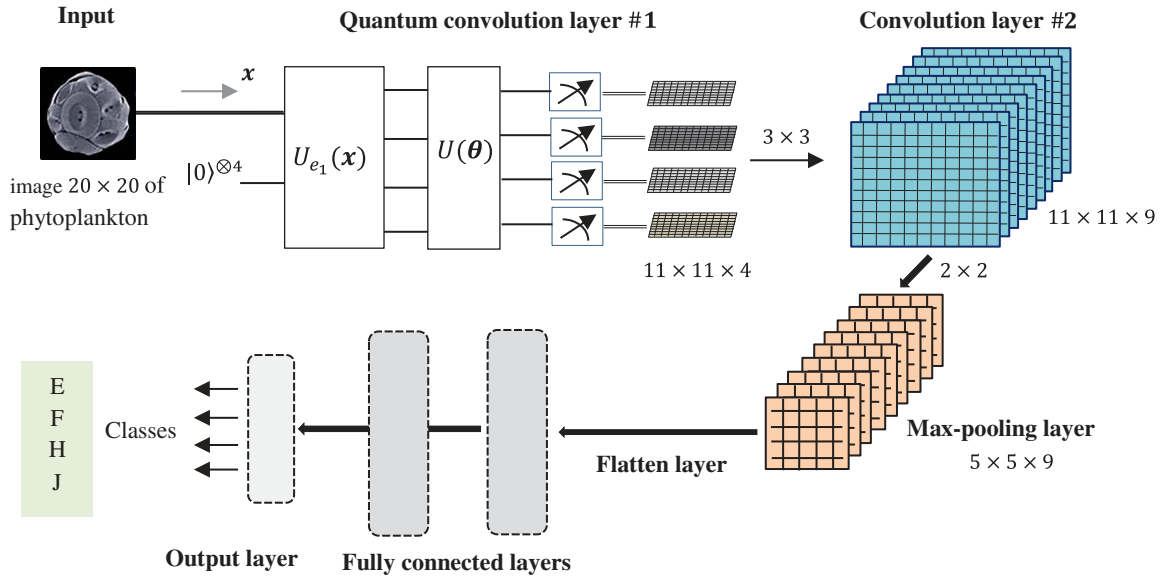 Input
Quantum convolution layer #1
Convolution layer #2
x
|0⟩⊗4
U_{e_1}(x)
U(θ)
3 × 3
image 20 × 20 of
phytoplankton
11 × 11 × 4
11 × 11 × 9
2 × 2
E
F
H
J
Classes
Flatten layer
Max-pooling layer
5 × 5 × 9
Output layer
Fully connected layers